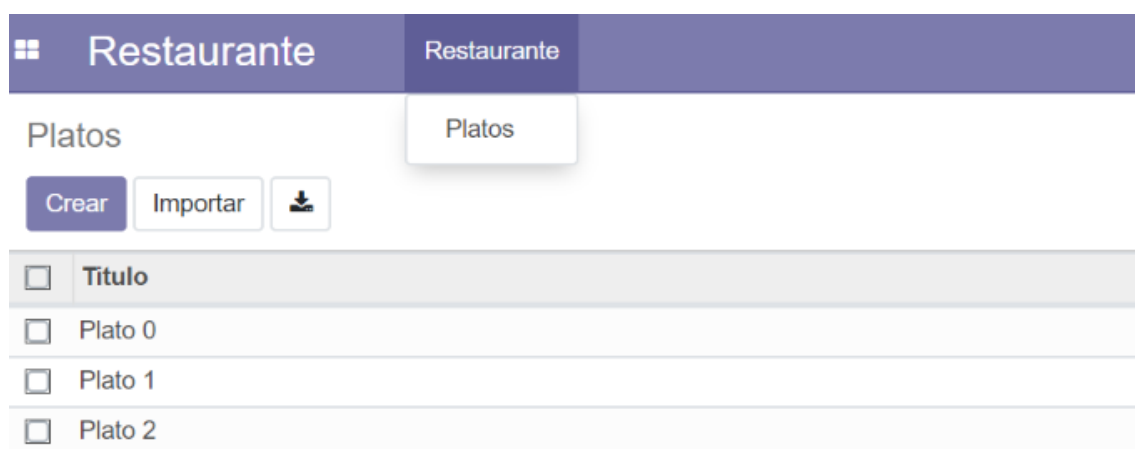 Restaurante Restaurante
Platos
Platos
Crear Importar
Titulo
Plato 0
Plato 1
Plato 2